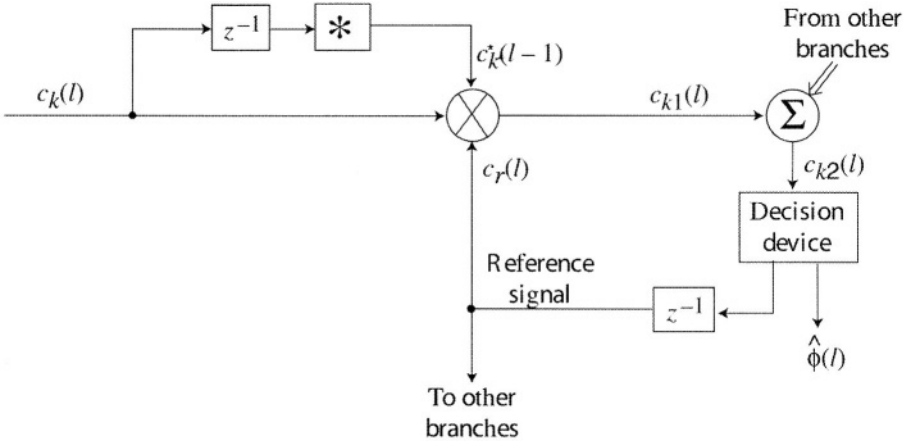 From other
branches
z⁻¹
*
c*ₖ(l − 1)
cₖ(l)
cₖ₁(l)
Σ
cᵣ(l)
cₖ₂(l)
Decision
device
Reference
signal
z⁻¹
ϕ̂(l)
To other
branches